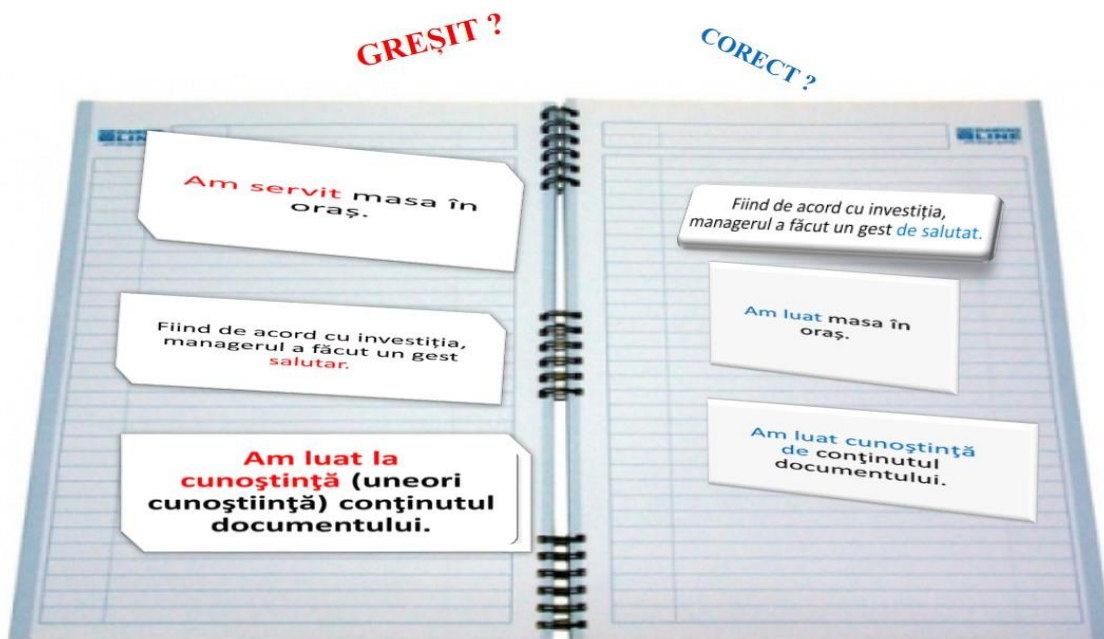 GREȘIT ?
CORECT ?
LINE
LINE
Am servit masa în
oraș.
Fiind de acord cu investiția,
managerul a făcut un gest
salutar.
Am luat la
cunoştinţă (uneori
cunoştiinţă) conţinutul
documentului.
Fiind de acord cu investiția,
managerul a făcut un gest de salutat.
Am luat masa în
oraș.
Am luat cunoştinţă
de conţinutul
documentului.